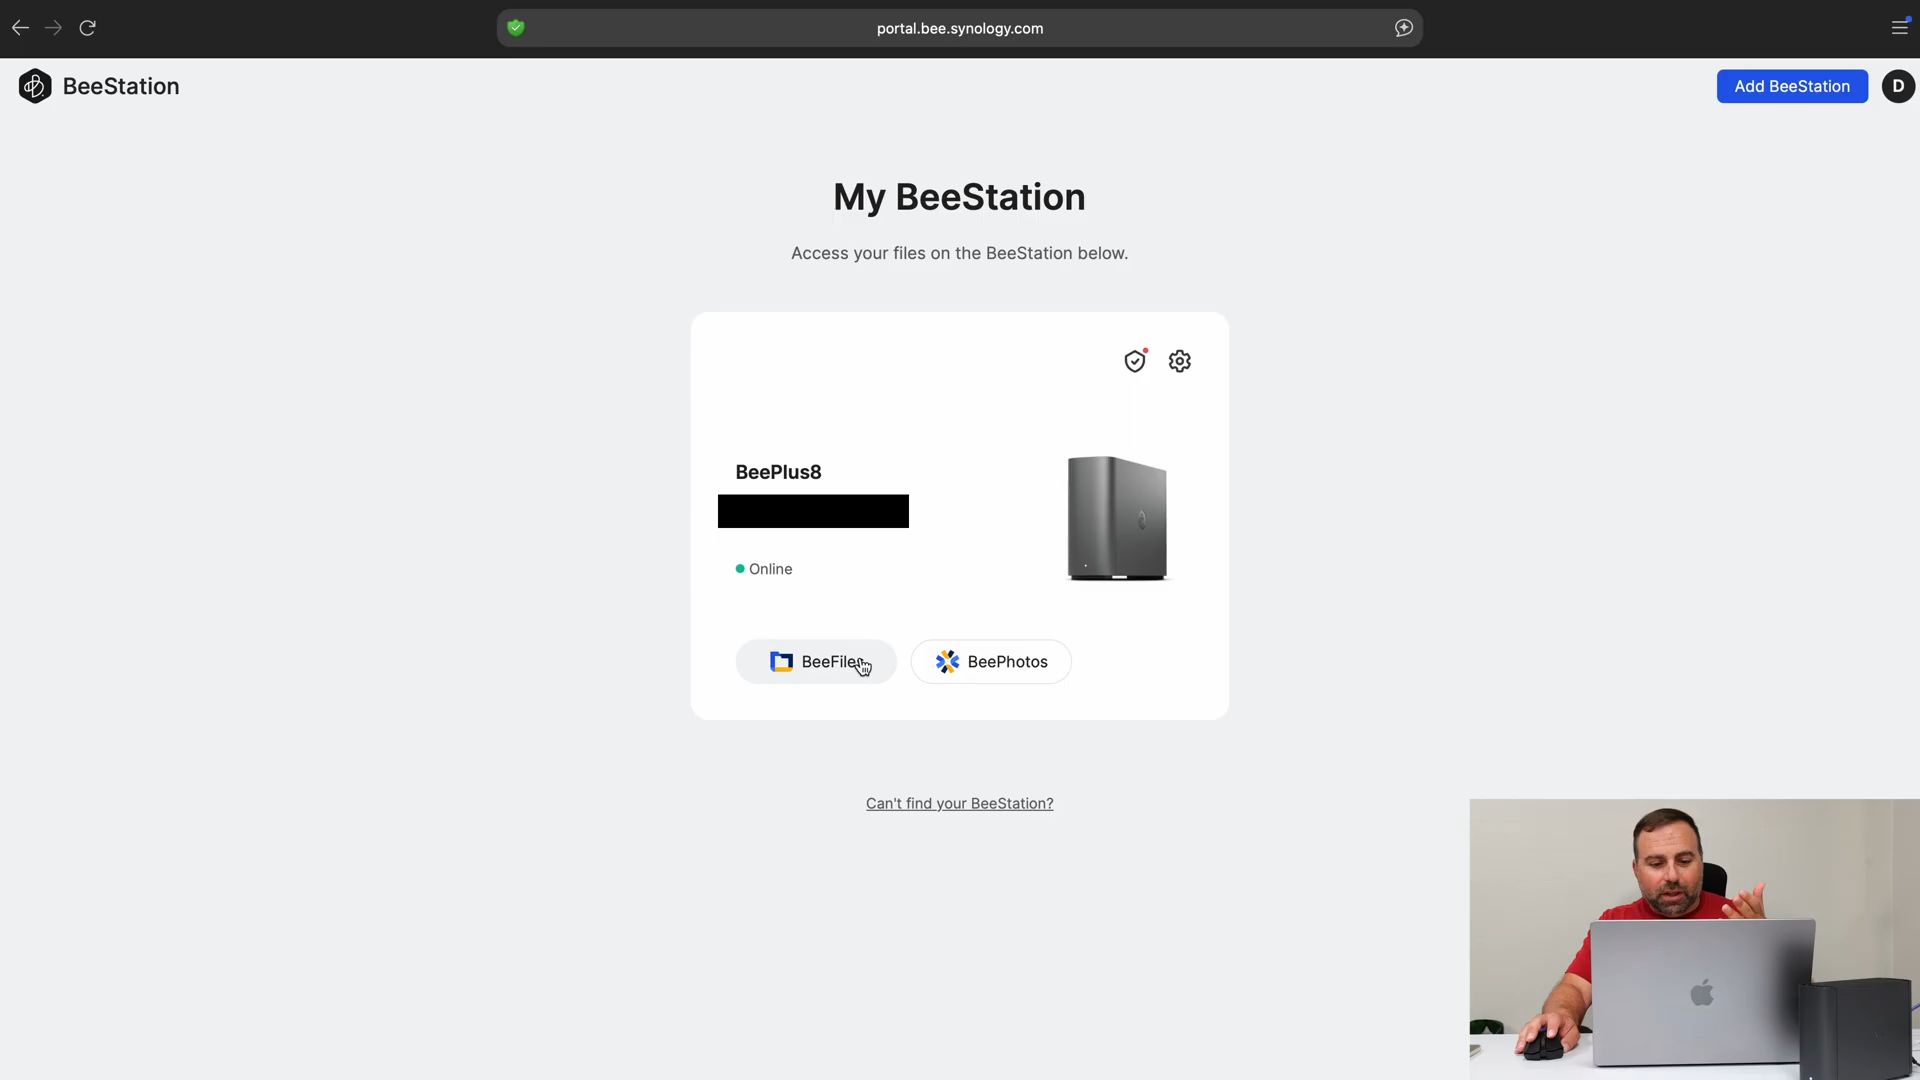 portal.bee.synology.com
BeeStation
Add BeeStation
D
My BeeStation
Access your files on the BeeStation below.
BeePlus8
Online
BeeFiles
BeePhotos
Can't find your BeeStation?